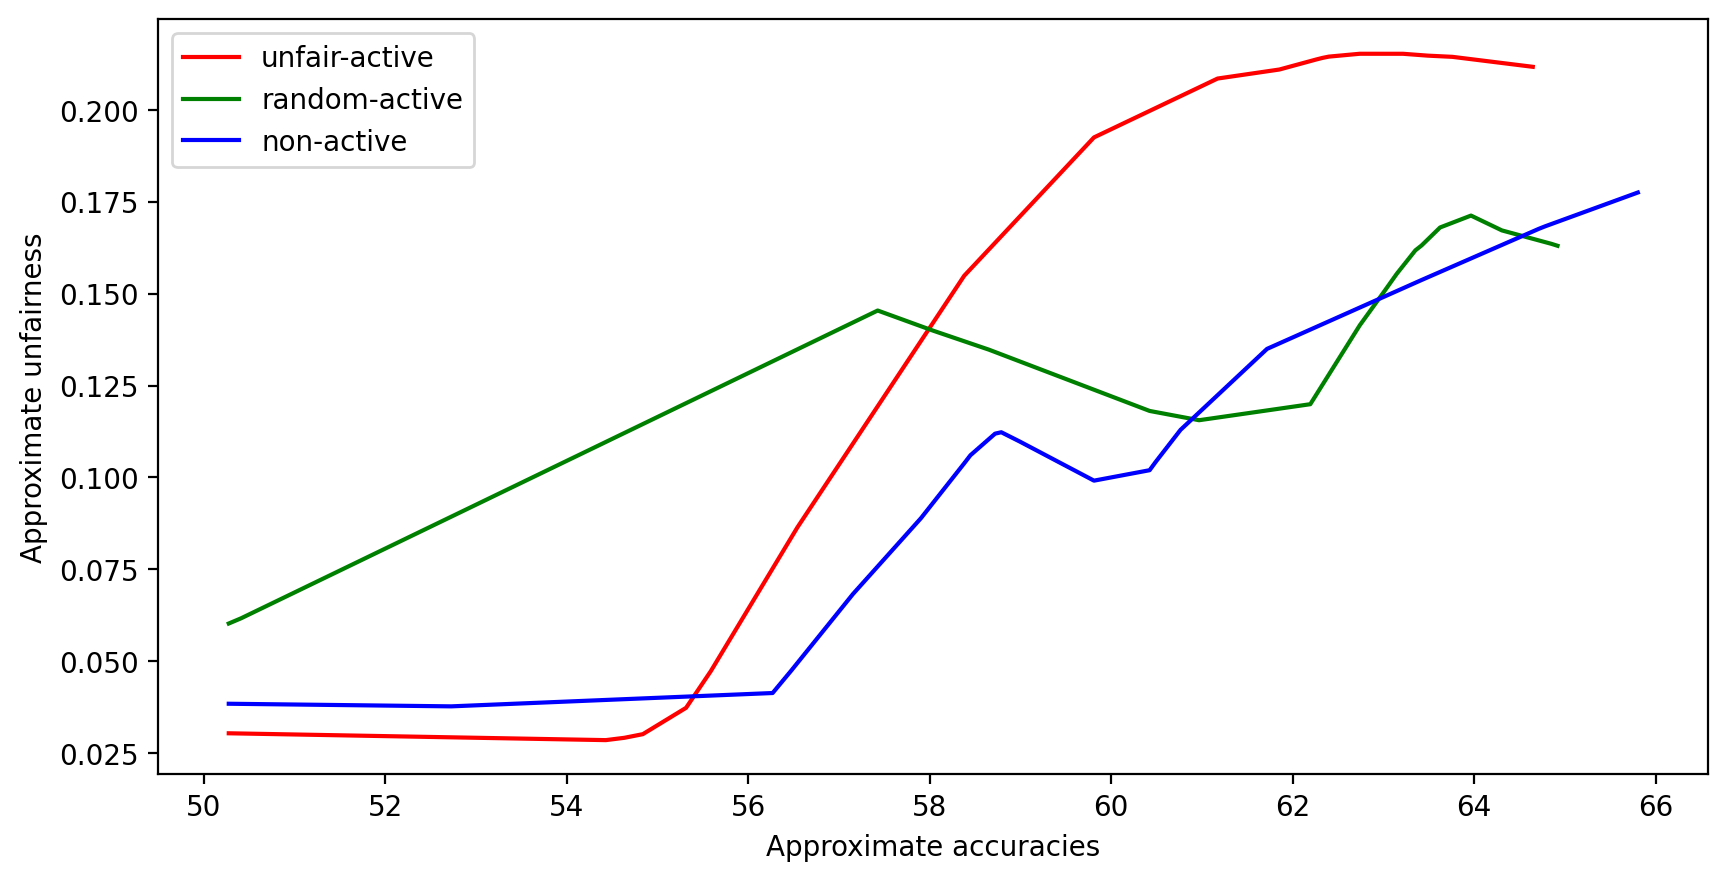 unfair-active
random-active
non-active
Approximate unfairness
0.200
0.175
0.150
0.125
0.100
0.075
0.050
0.025
50 52 54 56 58 60 62 64 66
Approximate accuracies